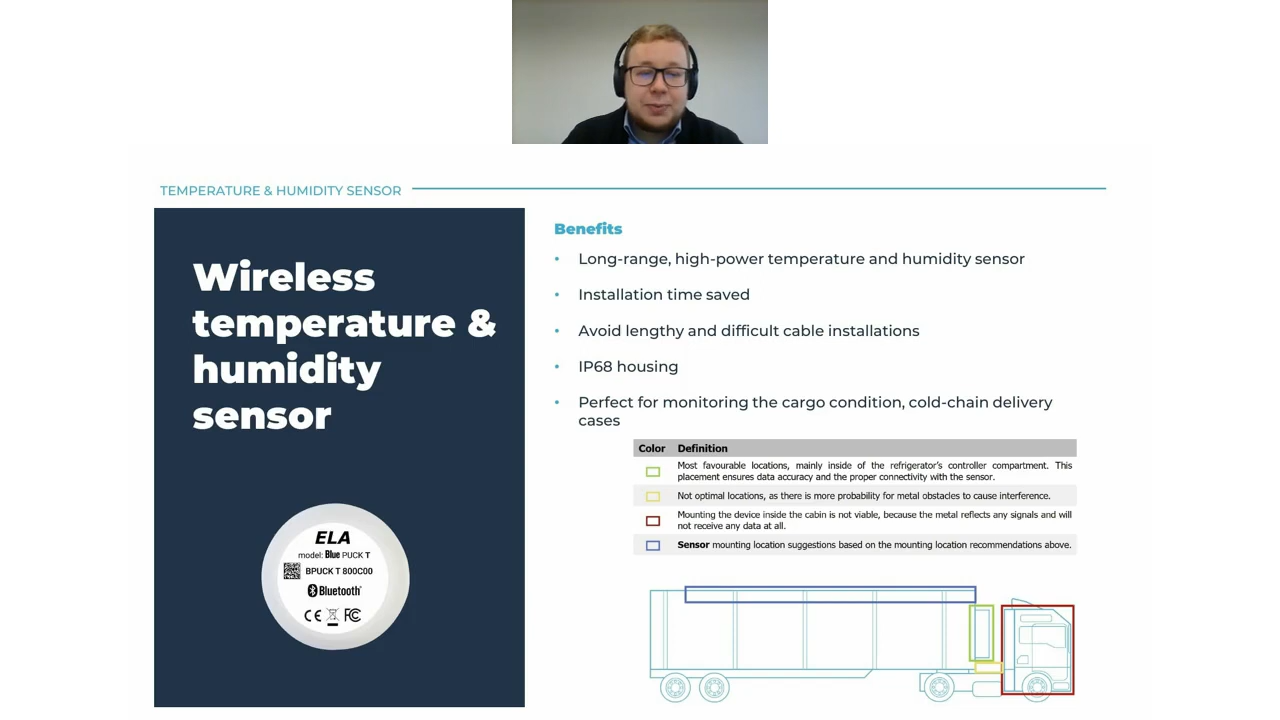 TEMPERATURE & HUMIDITY SENSOR
Wireless
temperature &
humidity
sensor
ELA
model: Blue PUCK T
BPUCK T 800C00
Bluetooth®
CE FC
Benefits
• Long-range, high-power temperature and humidity sensor
• Installation time saved
• Avoid lengthy and difficult cable installations
• IP68 housing
• Perfect for monitoring the cargo condition, cold-chain delivery
cases
Color Definition
Most favourable locations, mainly inside of the refrigerator's controller compartment. This
placement ensures data accuracy and the proper connectivity with the sensor.
Not optimal locations, as there is more probability for metal obstacles to cause interference.
Mounting the device inside the cabin is not viable, because the metal reflects any signals and will
not receive any data at all.
Sensor mounting location suggestions based on the mounting location recommendations above.